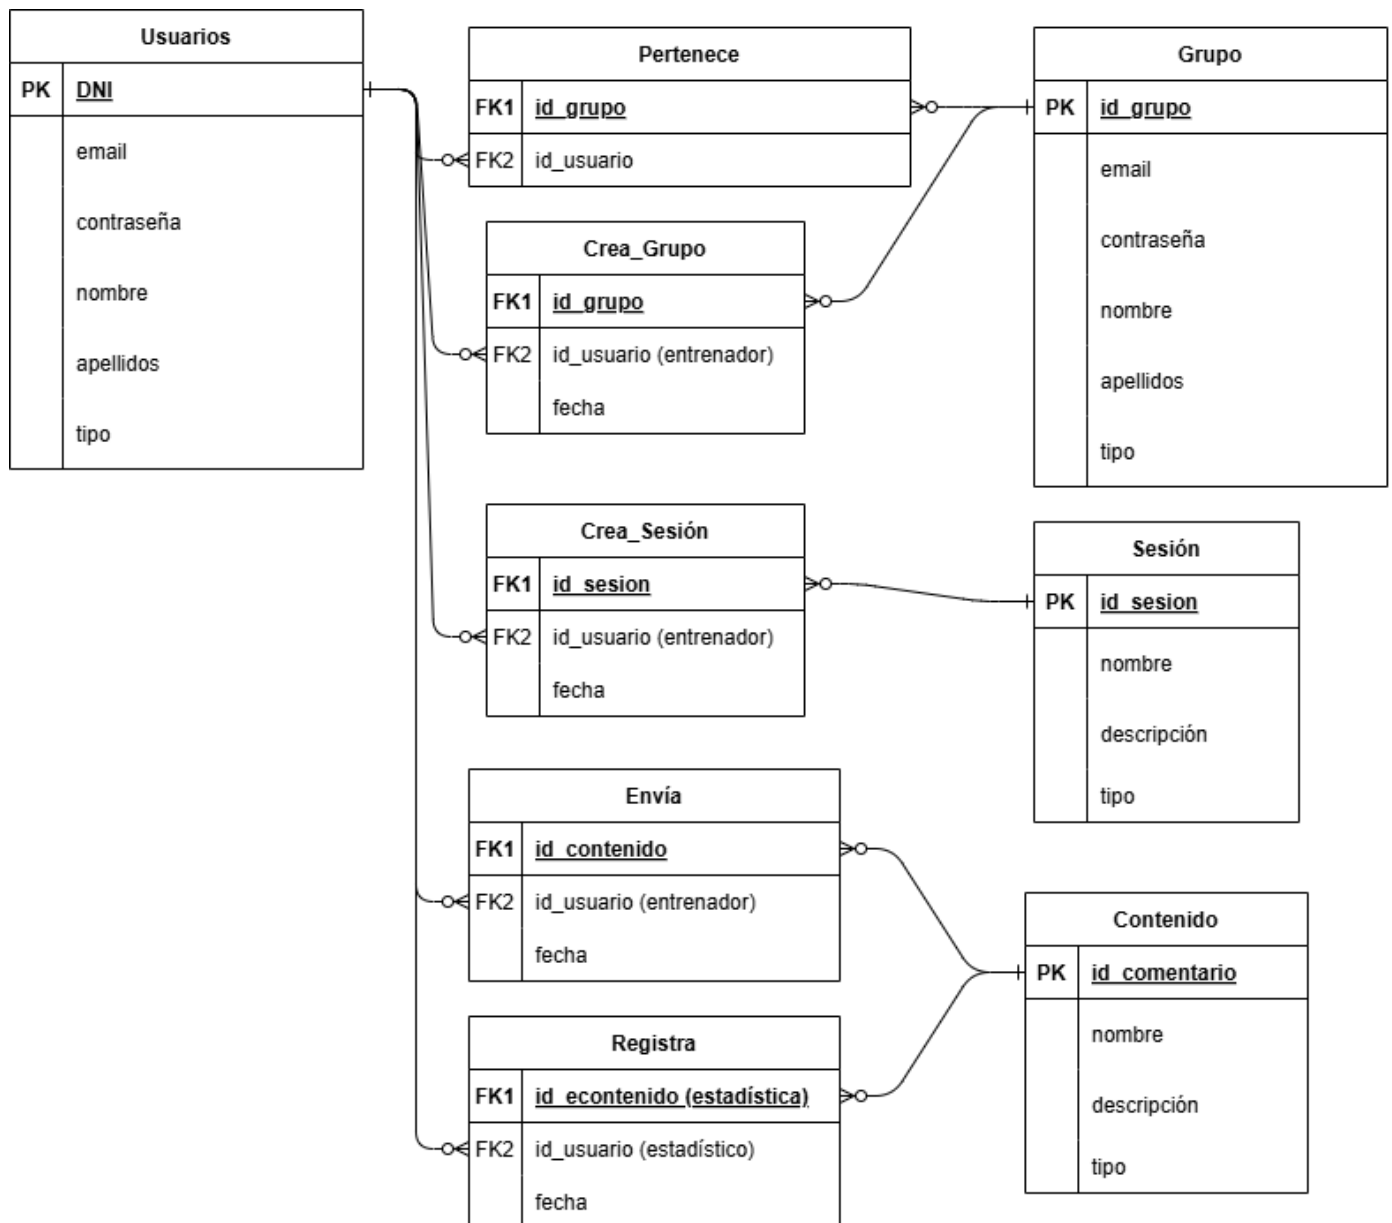 Usuarios
PK DNI
email
contraseña
nombre
apellidos
tipo
Pertenece
FK1 id_grupo
FK2 id_usuario
Grupo
PK id_grupo
email
contraseña
nombre
apellidos
tipo
Crea_Grupo
FK1 id_grupo
FK2 id_usuario (entrenador)
fecha
Crea_Sesión
FK1 id_sesion
FK2 id_usuario (entrenador)
fecha
Sesión
PK id_sesion
nombre
descripción
tipo
Envía
FK1 id_contenido
FK2 id_usuario (entrenador)
fecha
Contenido
PK id_comentario
nombre
descripción
tipo
Registra
FK1 id_econtenido (estadística)
FK2 id_usuario (estadístico)
fecha